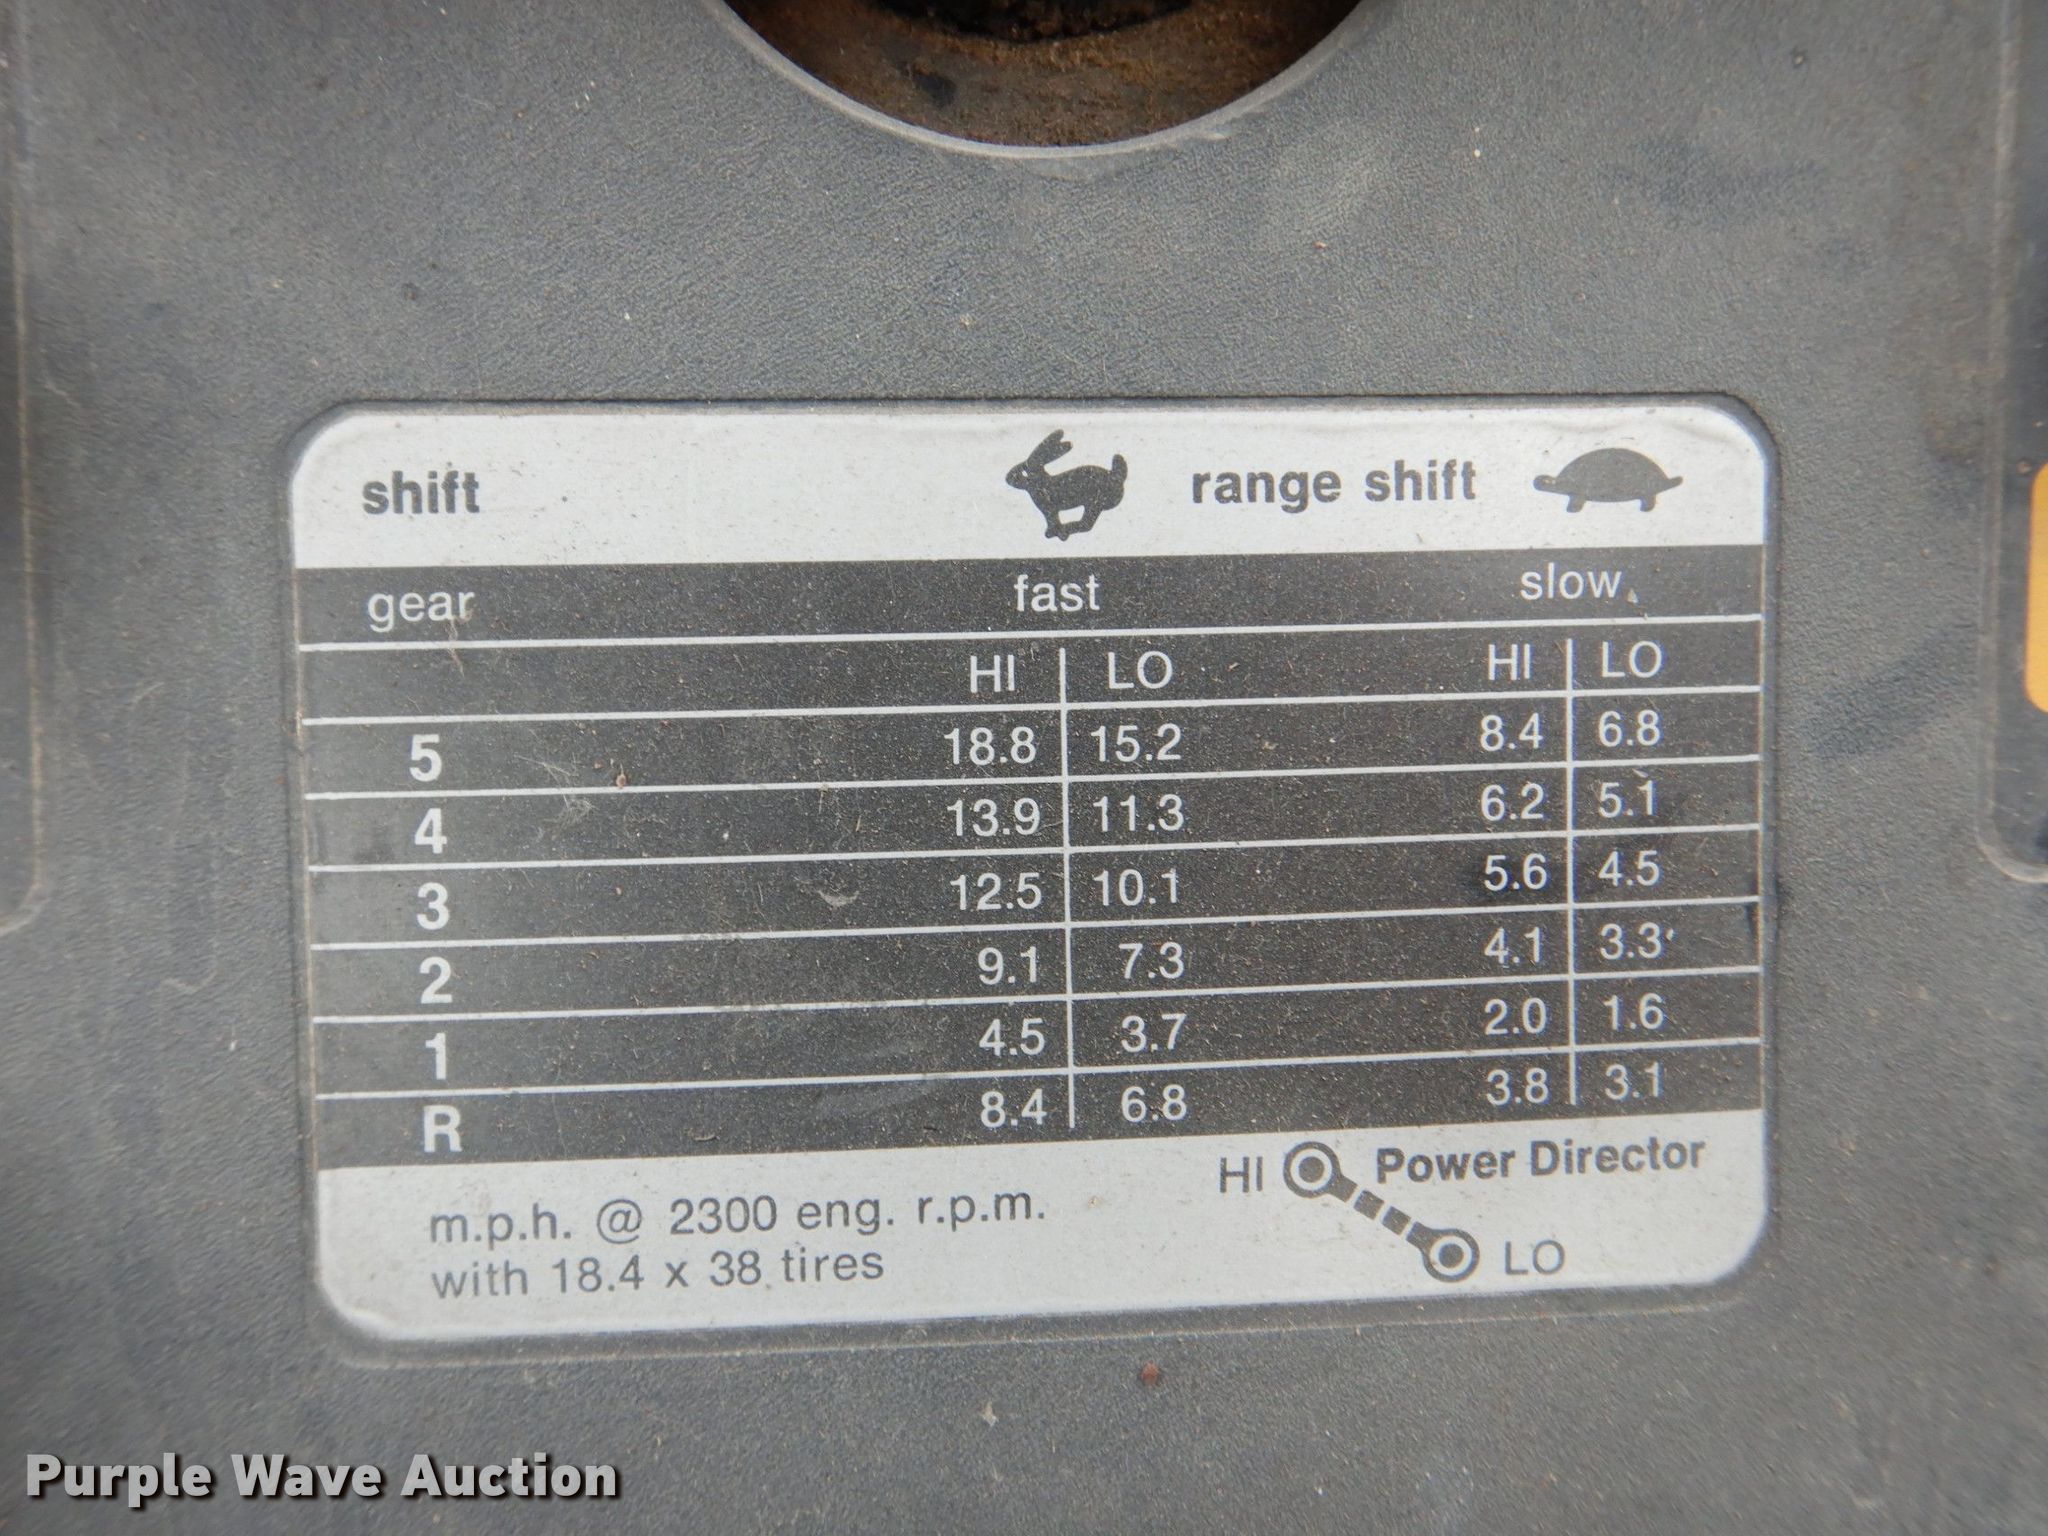 shift range shift
gear fast slow
HI LO HI LO
5 18.8 15.2 8.4 6.8
4 13.9 11.3 6.2 5.1
3 12.5 10.1 5.6 4.5
2 9.1 7.3 4.1 3.3
1 4.5 3.7 2.0 1.6
R 8.4 6.8 3.8 3.1
m.p.h. @ 2300 eng. r.p.m.
with 18.4 x 38 tires
HI Power Director
LO
Purple Wave Auction